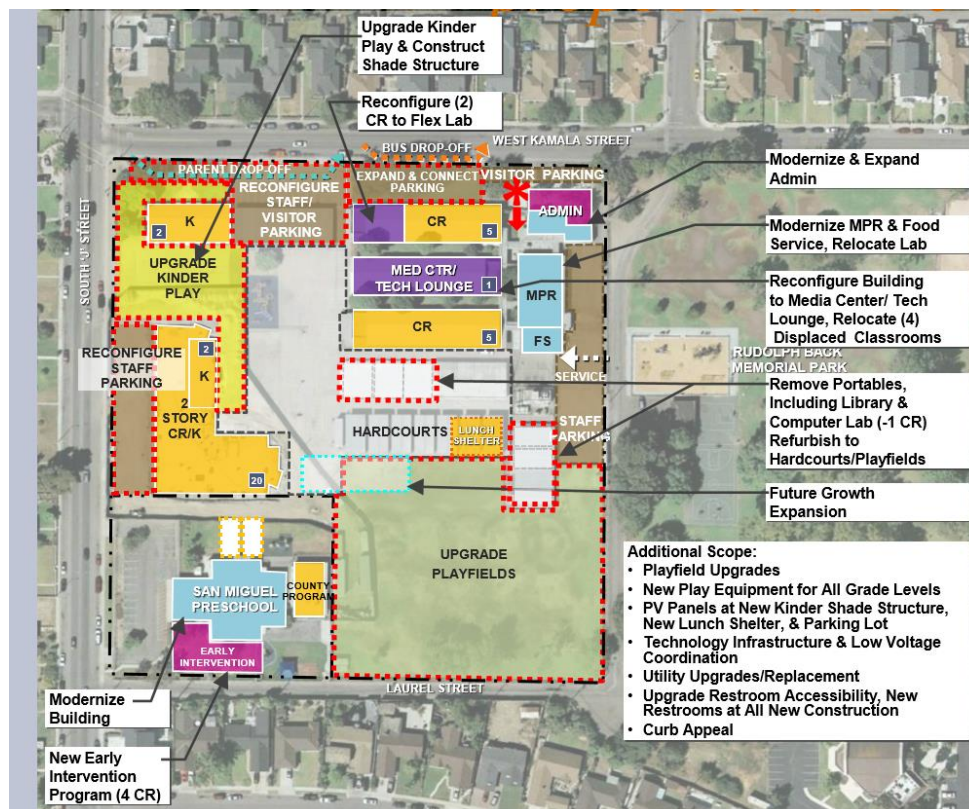 Upgrade Kinder
Play & Construct
Shade Structure
Reconfigure (2)
CR to Flex Lab
WEST KAMALA STREET
BUS DROP-OFF
PARENT DROP-OFF
EXPAND & CONNECT
PARKING
VISITOR PARKING
RECONFIGURE
STAFF/
VISITOR
PARKING
Modernize & Expand
Admin
ADMIN
K
2
CR
5
SOUTH "J" STREET
UPGRADE
KINDER
PLAY
MED CTR/
TECH LOUNGE
1
MPR
Modernize MPR & Food
Service, Relocate Lab
Reconfigure Building
to Media Center/ Tech
Lounge, Relocate (4)
Displaced Classrooms
CR
5
FS
SERVICE
RUDOLPH BACK
MEMORIAL PARK
RECONFIGURE
STAFF
PARKING
2
K
2
STORY
CR/K
20
Remove Portables,
Including Library &
Computer Lab (-1 CR)
Refurbish to
Hardcourts/Playfields
HARDCOURTS
LUNCH
SHELTER
STAFF
PARKING
Future Growth
Expansion
UPGRADE
PLAYFIELDS
SAN MIGUEL
PRESCHOOL
COUNTY
PROGRAM
EARLY
INTERVENTION
LAUREL STREET
Modernize
Building
New Early
Intervention
Program (4 CR)
Additional Scope:
• Playfield Upgrades
• New Play Equipment for All Grade Levels
• PV Panels at New Kinder Shade Structure,
New Lunch Shelter, & Parking Lot
• Technology Infrastructure & Low Voltage
Coordination
• Utility Upgrades/Replacement
• Upgrade Restroom Accessibility, New
Restrooms at All New Construction
• Curb Appeal